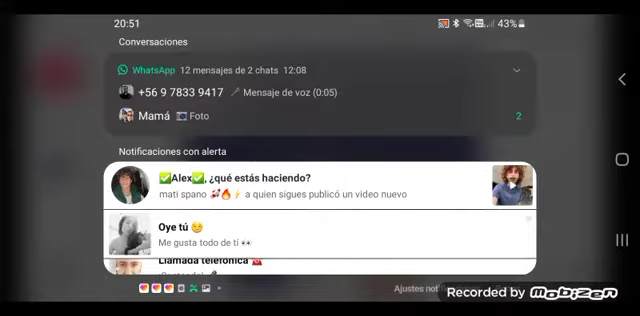 20:51
43%
Conversaciones
WhatsApp 12 mensajes de 2 chats 12:08
+56 9 7833 9417 Mensaje de voz (0:05)
Mamá Foto 2
Notificaciones con alerta
✅Alex✅, ¿qué estás haciendo?
mati spano 🔥⚡ a quien sigues publicó un video nuevo
Oye tú 😏
Me gusta todo de ti 👀
Llamada telefónica ☎️
Ajustes noti
Recorded by MOBIZEN